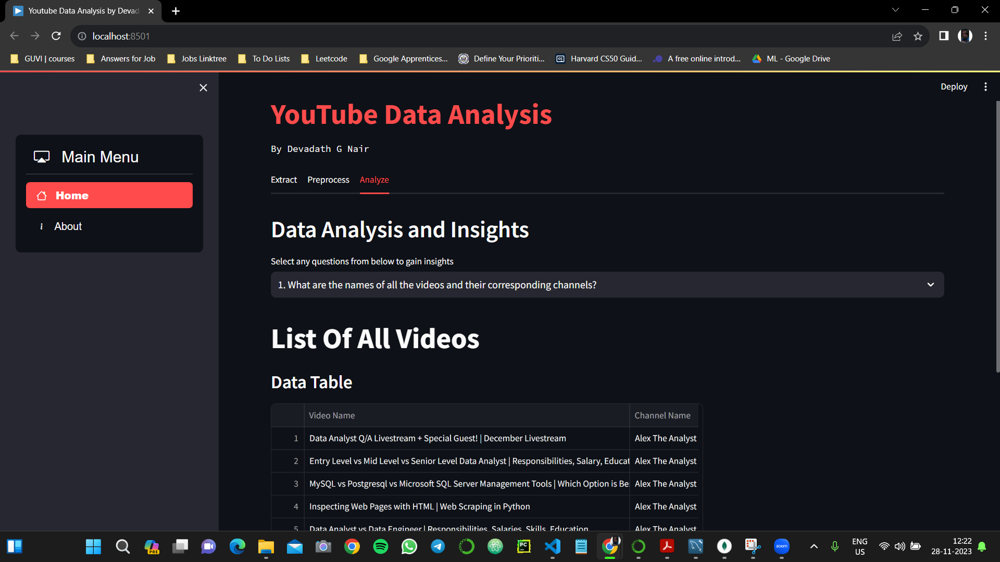 Youtube Data Analysis by Devad
localhost:8501
GUVI | courses
Answers for Job
Jobs Linktree
To Do Lists
Leetcode
Google Apprentices...
Define Your Prioriti...
Harvard CS50 Guid...
A free online introd...
ML - Google Drive
Deploy
YouTube Data Analysis
By Devadath G Nair
Main Menu
Home
About
Extract Preprocess Analyze
Data Analysis and Insights
Select any questions from below to gain insights
1. What are the names of all the videos and their corresponding channels?
List Of All Videos
Data Table
Video Name Channel Name
1 Data Analyst Q/A Livestream + Special Guest! | December Livestream Alex The Analyst
2 Entry Level vs Mid Level vs Senior Level Data Analyst | Responsibilities, Salary, Educat Alex The Analyst
3 MySQL vs Postgresql vs Microsoft SQL Server Management Tools | Which Option is Be Alex The Analyst
4 Inspecting Web Pages with HTML | Web Scraping in Python Alex The Analyst
5 Data Analyst vs Data Engineer | Responsibilities, Salaries, Skills, Education Alex The Analyst
PRE
PC
zoom
ENG
US
12:22
28-11-2023